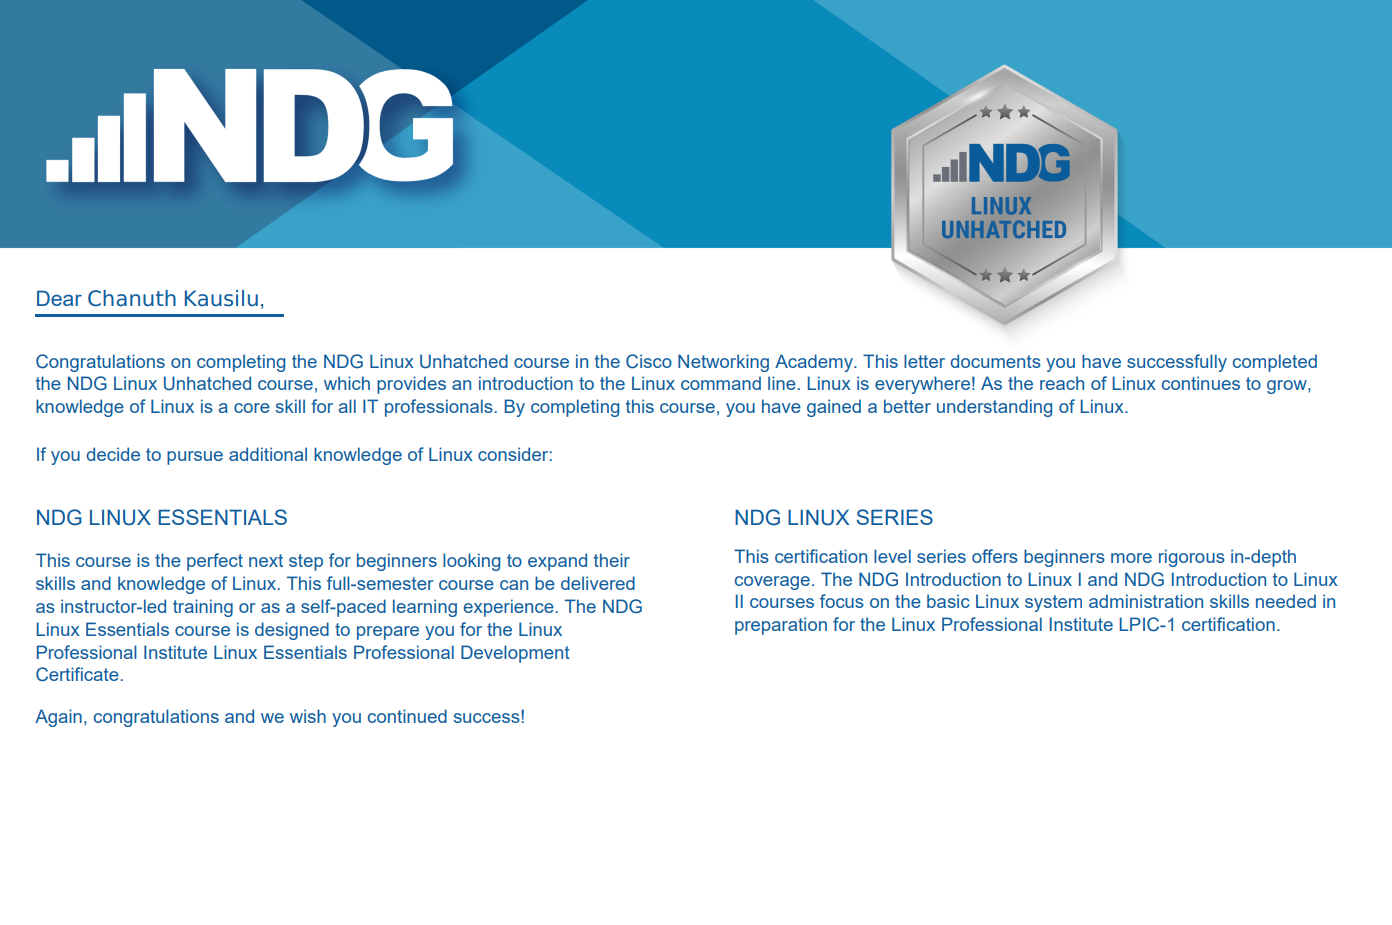 NDG
NDG
LINUX
UNHATCHED
Dear Chanuth Kausilu,
Congratulations on completing the NDG Linux Unhatched course in the Cisco Networking Academy. This letter documents you have successfully completed
the NDG Linux Unhatched course, which provides an introduction to the Linux command line. Linux is everywhere! As the reach of Linux continues to grow,
knowledge of Linux is a core skill for all IT professionals. By completing this course, you have gained a better understanding of Linux.
If you decide to pursue additional knowledge of Linux consider:
NDG LINUX ESSENTIALS
This course is the perfect next step for beginners looking to expand their
skills and knowledge of Linux. This full-semester course can be delivered
as instructor-led training or as a self-paced learning experience. The NDG
Linux Essentials course is designed to prepare you for the Linux
Professional Institute Linux Essentials Professional Development
Certificate.
Again, congratulations and we wish you continued success!
NDG LINUX SERIES
This certification level series offers beginners more rigorous in-depth
coverage. The NDG Introduction to Linux I and NDG Introduction to Linux
II courses focus on the basic Linux system administration skills needed in
preparation for the Linux Professional Institute LPIC-1 certification.